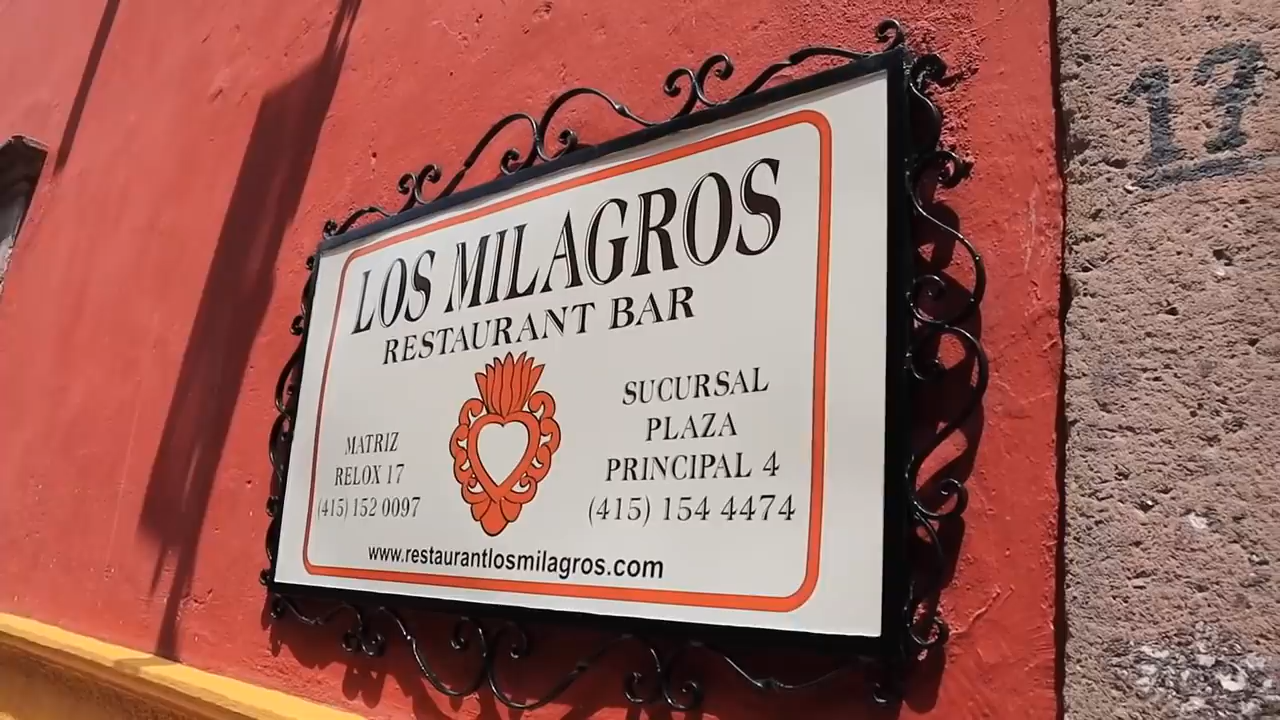 LOS MILAGROS
RESTAURANT BAR
MATRIZ
RELOX 17
(415) 152 0097
SUCURSAL
PLAZA
PRINCIPAL 4
(415) 154 4474
www.restaurantlosmilagros.com
17